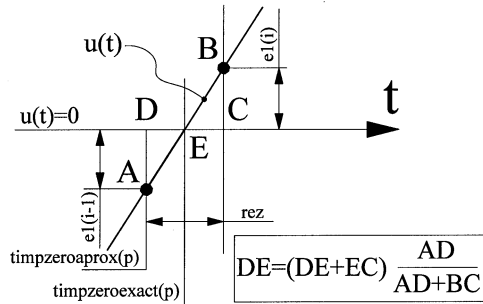 u(t)
B
e1(i)
D
C
t
u(t)=0
E
A
e1(i-1)
rez
timpzeroaprox(p)
timpzeroexact(p)
DE=(DE+EC) AD
AD+BC